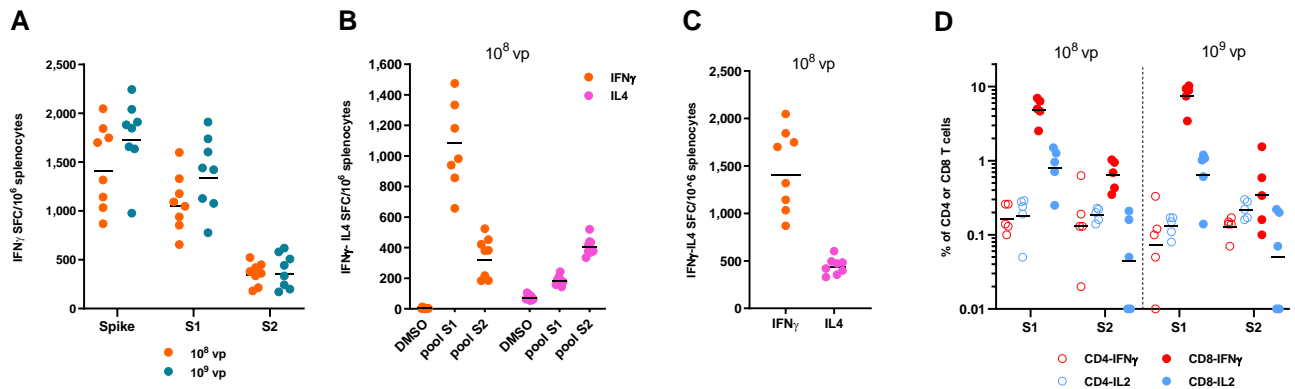 A
IFNγ SFC/10⁶ splenocytes
2,500
2,000
1,500
1,000
500
0
Spike S1 S2
10⁸ vp
10⁹ vp
B
10⁸ vp
IFNγ- IL4 SFC/10⁶ splenocytes
1,600
1,400
1,200
1,000
800
600
400
200
0
DMSO pool S1 pool S2 DMSO pool S1 pool S2
IFNγ
IL4
C
10⁸ vp
IFNγ-IL4 SFC/10^6 splenocytes
2,500
2,000
1,500
1,000
500
0
IFNγ IL4
D
10⁸ vp 10⁹ vp
% of CD4 or CD8 T cells
10
1
0.1
0.01
S1 S2 S1 S2
CD4-IFNγ CD8-IFNγ
CD4-IL2 CD8-IL2